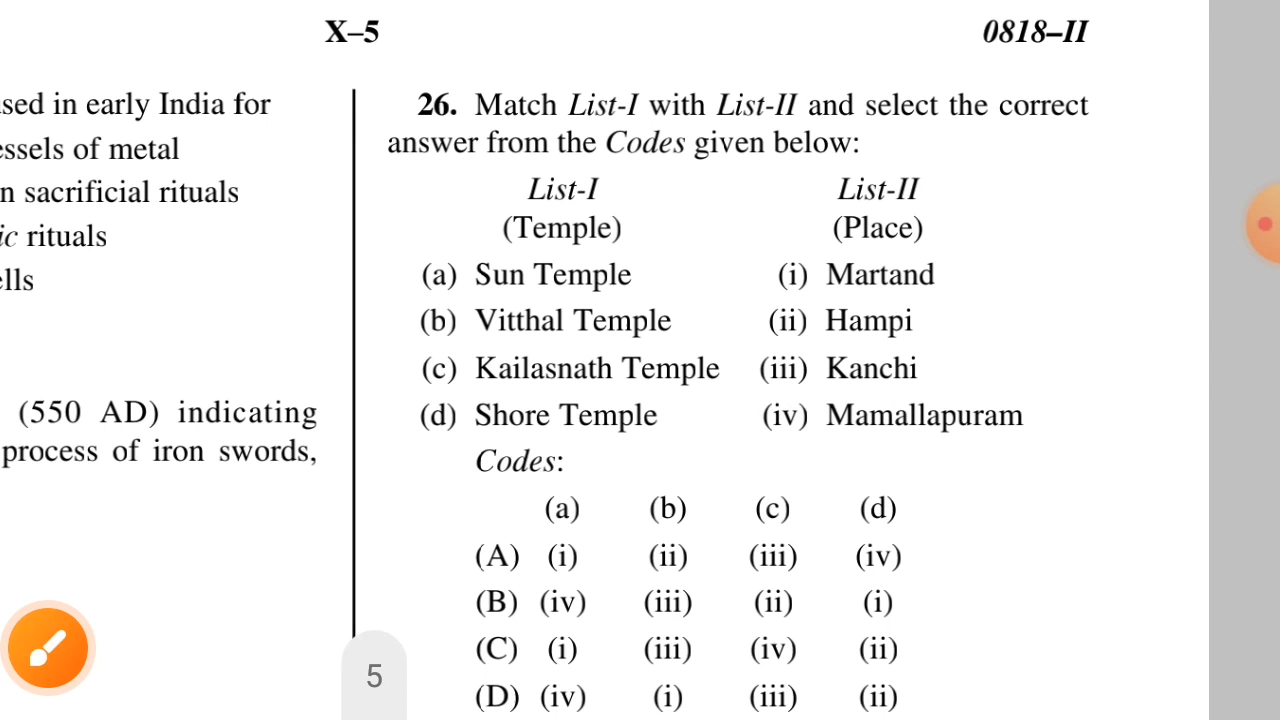 X–5
0818–II
used in early India for
essels of metal
n sacrificial rituals
ic rituals
ells
(550 AD) indicating
process of iron swords,
26. Match List-I with List-II and select the correct
answer from the Codes given below:
List-I List-II
(Temple) (Place)
(a) Sun Temple (i) Martand
(b) Vitthal Temple (ii) Hampi
(c) Kailasnath Temple (iii) Kanchi
(d) Shore Temple (iv) Mamallapuram
Codes:
(a) (b) (c) (d)
(A) (i) (ii) (iii) (iv)
(B) (iv) (iii) (ii) (i)
(C) (i) (iii) (iv) (ii)
(D) (iv) (i) (iii) (ii)
5